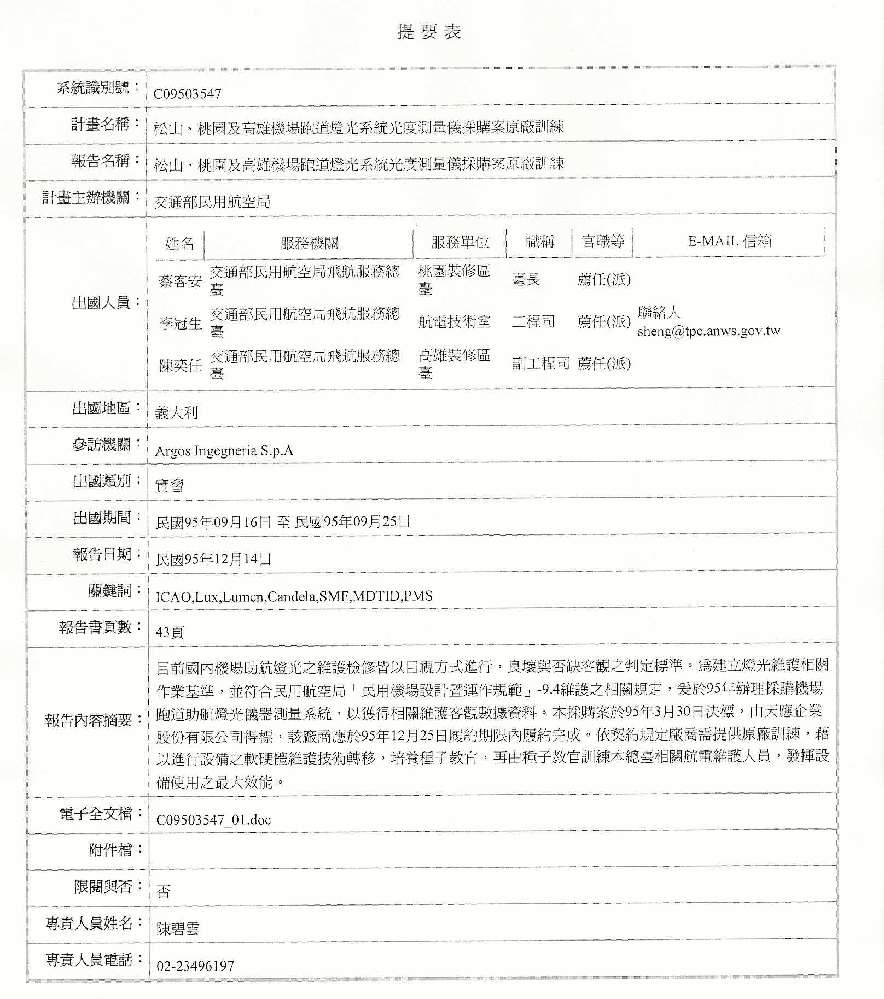 提要表
系統識別號：
C09503547
計畫名稱：
松山、桃園及高雄機場跑道燈光系統光度測量儀採購案原廠訓練
報告名稱：
松山、桃園及高雄機場跑道燈光系統光度測量儀採購案原廠訓練
計畫主辦機關：
交通部民用航空局
出國人員：
姓名 服務機關 服務單位 職稱 官職等 E-MAIL 信箱
蔡客安 交通部民用航空局飛航服務總臺 桃園裝修區臺 臺長 薦任(派)
李冠生 交通部民用航空局飛航服務總臺 航電技術室 工程司 薦任(派) 聯絡人 sheng@tpe.anws.gov.tw
陳奕任 交通部民用航空局飛航服務總臺 高雄裝修區臺 副工程司 薦任(派)
出國地區：
義大利
參訪機關：
Argos Ingegneria S.p.A
出國類別：
實習
出國期間：
民國95年09月16日 至 民國95年09月25日
報告日期：
民國95年12月14日
關鍵詞：
ICAO,Lux,Lumen,Candela,SMF,MDTID,PMS
報告書頁數：
43頁
報告內容摘要：
目前國內機場助航燈光之維護檢修皆以目視方式進行，良壞與否缺客觀之判定標準。為建立燈光維護相關
作業基準，並符合民用航空局「民用機場設計暨運作規範」-9.4維護之相關規定，爰於95年辦理採購機場
跑道助航燈光儀器測量系統，以獲得相關維護客觀數據資料。本採購案於95年3月30日決標，由天應企業
股份有限公司得標，該廠商應於95年12月25日履約期限內履約完成。依契約規定廠商需提供原廠訓練，藉
以進行設備之軟硬體維護技術轉移，培養種子教官，再由種子教官訓練本總臺相關航電維護人員，發揮設
備使用之最大效能。
電子全文檔：
C09503547_01.doc
附件檔：
限閱與否：
否
專責人員姓名：
陳碧雲
專責人員電話：
02-23496197